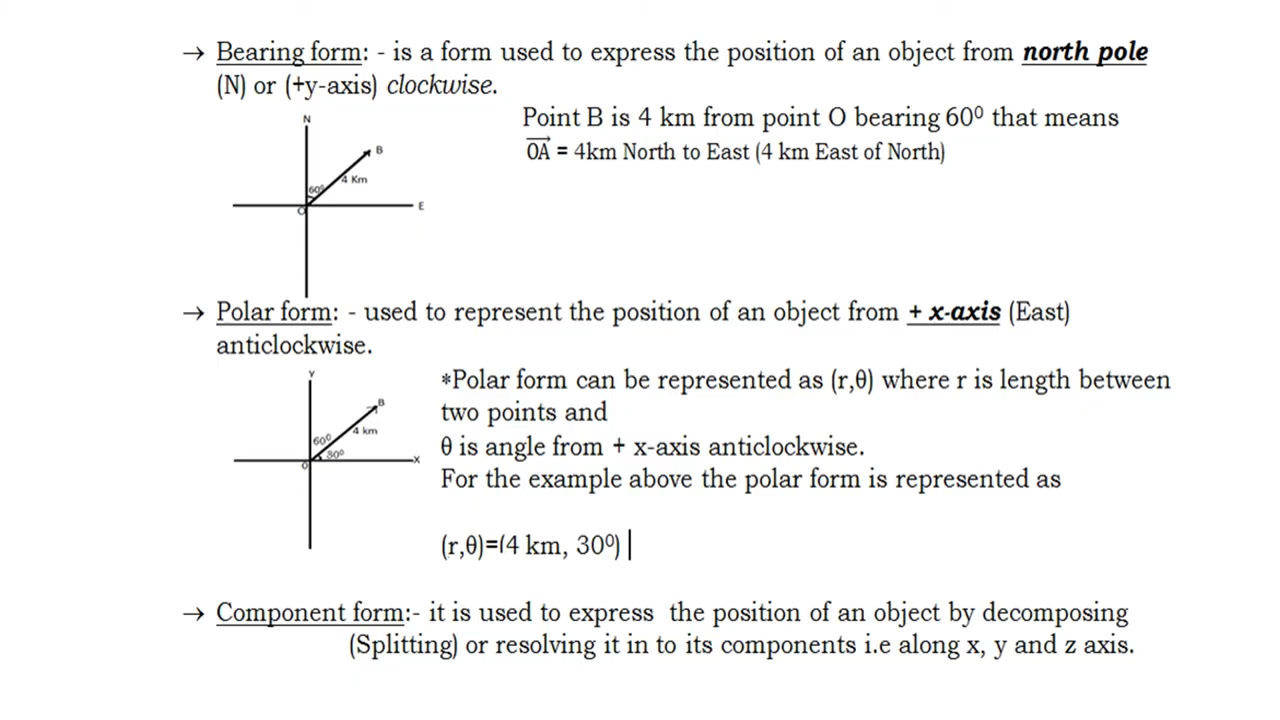 → Bearing form: - is a form used to express the position of an object from north pole
(N) or (+y-axis) clockwise.
Point B is 4 km from point O bearing 60⁰ that means
OA = 4km North to East (4 km East of North)
N
B
4 Km
60⁰
O
E
→ Polar form: - used to represent the position of an object from + x-axis (East)
anticlockwise.
*Polar form can be represented as (r,θ) where r is length between
two points and
θ is angle from + x-axis anticlockwise.
For the example above the polar form is represented as
(r,θ)=(4 km, 30⁰)
Y
B
4 km
60⁰
30⁰
0
X
→ Component form:- it is used to express the position of an object by decomposing
(Splitting) or resolving it in to its components i.e along x, y and z axis.